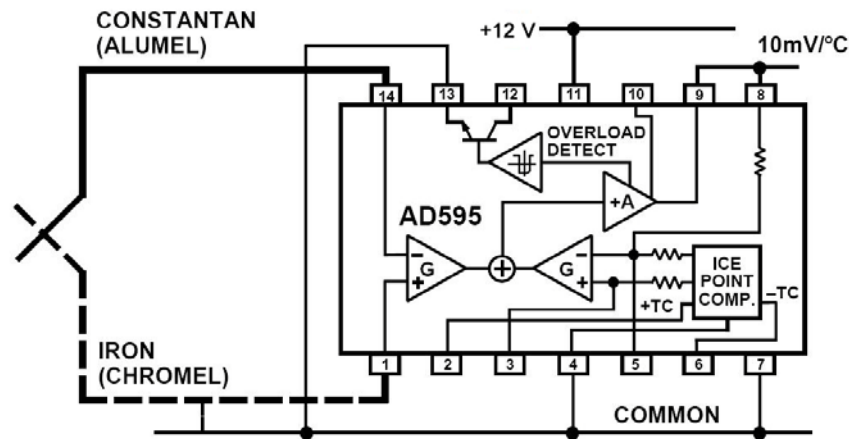 CONSTANTAN
(ALUMEL)
+12 V
10mV/°C
14
13
12
11
10
9
8
OVERLOAD
DETECT
+A
AD595
G
−
+
+
G
−
+
ICE
POINT
COMP.
+TC
−TC
IRON
(CHROMEL)
1
2
3
4
5
6
7
COMMON